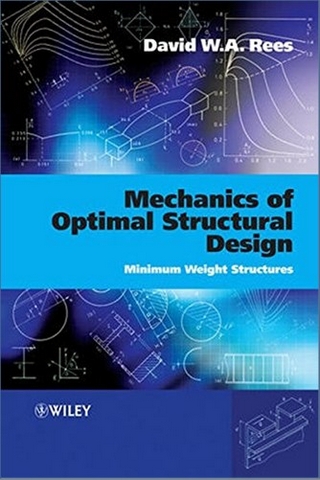 David W.A. Rees
Mechanics of
Optimal Structural
Design
Minimum Weight Structures
WILEY